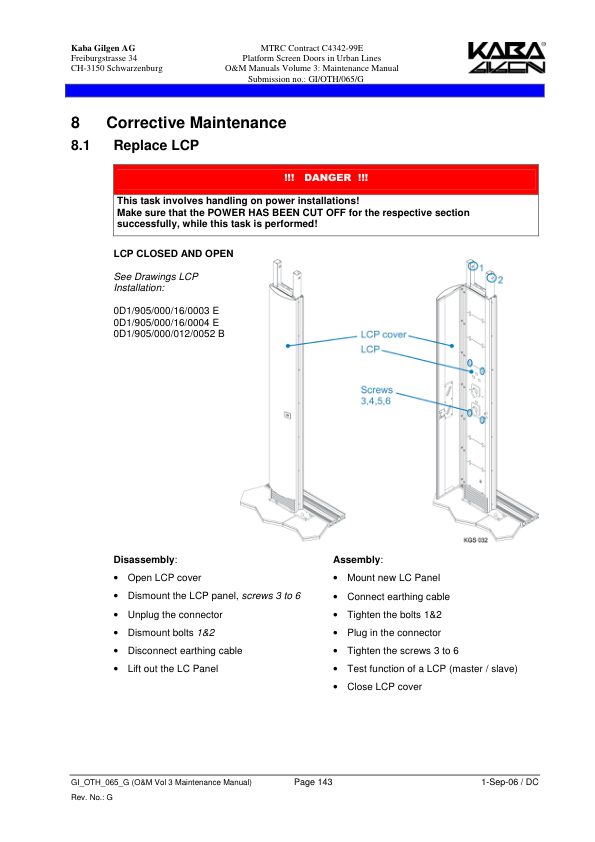 Kaba Gilgen AG
Freiburgstrasse 34
CH-3150 Schwarzenburg
MTRC Contract C4342-99E
Platform Screen Doors in Urban Lines
O&M Manuals Volume 3: Maintenance Manual
Submission no.: GI/OTH/065/G
KABA®
GILGEN
8 Corrective Maintenance
8.1 Replace LCP
!!! DANGER !!!
This task involves handling on power installations!
Make sure that the POWER HAS BEEN CUT OFF for the respective section
successfully, while this task is performed!
LCP CLOSED AND OPEN
See Drawings LCP
Installation:
0D1/905/000/16/0003 E
0D1/905/000/16/0004 E
0D1/905/000/012/0052 B
1
2
LCP cover
LCP
Screws
3,4,5,6
KGS 032
Disassembly:
• Open LCP cover
• Dismount the LCP panel, screws 3 to 6
• Unplug the connector
• Dismount bolts 1&2
• Disconnect earthing cable
• Lift out the LC Panel
Assembly:
• Mount new LC Panel
• Connect earthing cable
• Tighten the bolts 1&2
• Plug in the connector
• Tighten the screws 3 to 6
• Test function of a LCP (master / slave)
• Close LCP cover
GI_OTH_065_G (O&M Vol 3 Maintenance Manual) Page 143 1-Sep-06 / DC
Rev. No.: G